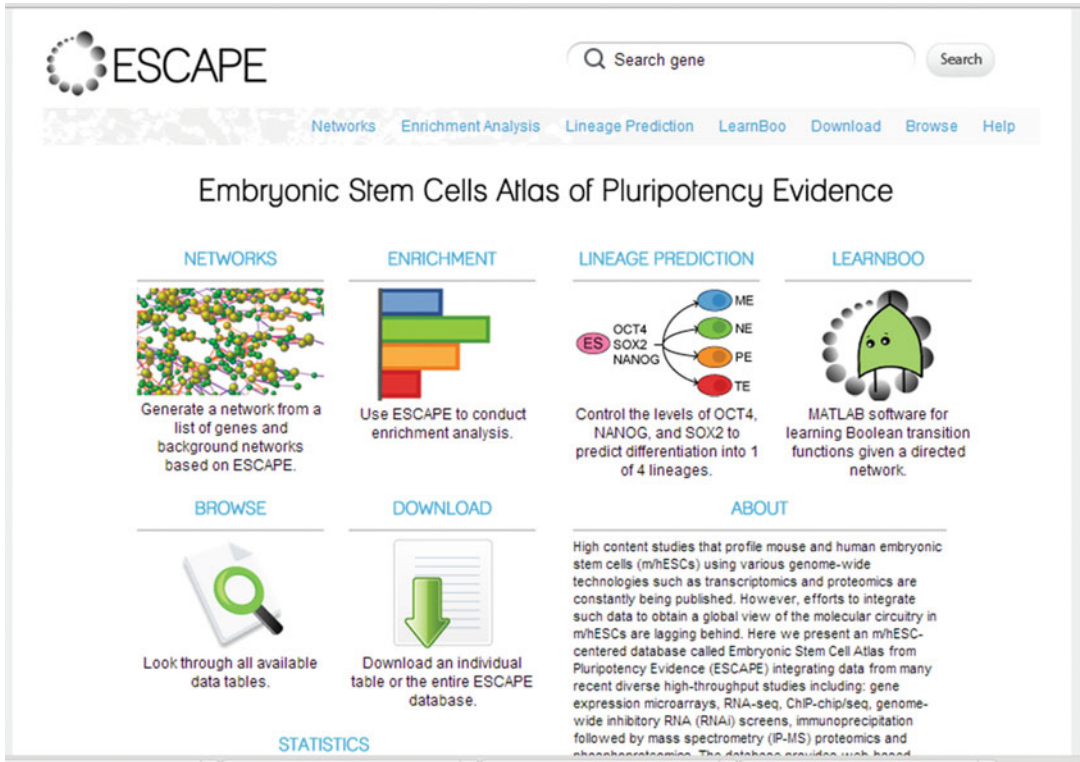 ESCAPE
Search gene
Search
Networks Enrichment Analysis Lineage Prediction LearnBoo Download Browse Help
Embryonic Stem Cells Atlas of Pluripotency Evidence
NETWORKS
Generate a network from a
list of genes and
background networks
based on ESCAPE.
ENRICHMENT
Use ESCAPE to conduct
enrichment analysis.
LINEAGE PREDICTION
ES
OCT4
SOX2
NANOG
ME
NE
PE
TE
Control the levels of OCT4,
NANOG, and SOX2 to
predict differentiation into 1
of 4 lineages.
LEARNBOO
MATLAB software for
learning Boolean transition
functions given a directed
network.
BROWSE
Look through all available
data tables.
DOWNLOAD
Download an individual
table or the entire ESCAPE
database.
ABOUT
High content studies that profile mouse and human embryonic
stem cells (m/hESCs) using various genome-wide
technologies such as transcriptomics and proteomics are
constantly being published. However, efforts to integrate
such data to obtain a global view of the molecular circuitry in
m/hESCs are lagging behind. Here we present an m/hESC-
centered database called Embryonic Stem Cell Atlas from
Pluripotency Evidence (ESCAPE) integrating data from many
recent diverse high-throughput studies including: gene
expression microarrays, RNA-seq, ChIP-chip/seq, genome-
wide inhibitory RNA (RNAi) screens, immunoprecipitation
followed by mass spectrometry (IP-MS) proteomics and
phosphoproteomics. The database provides web-based
STATISTICS